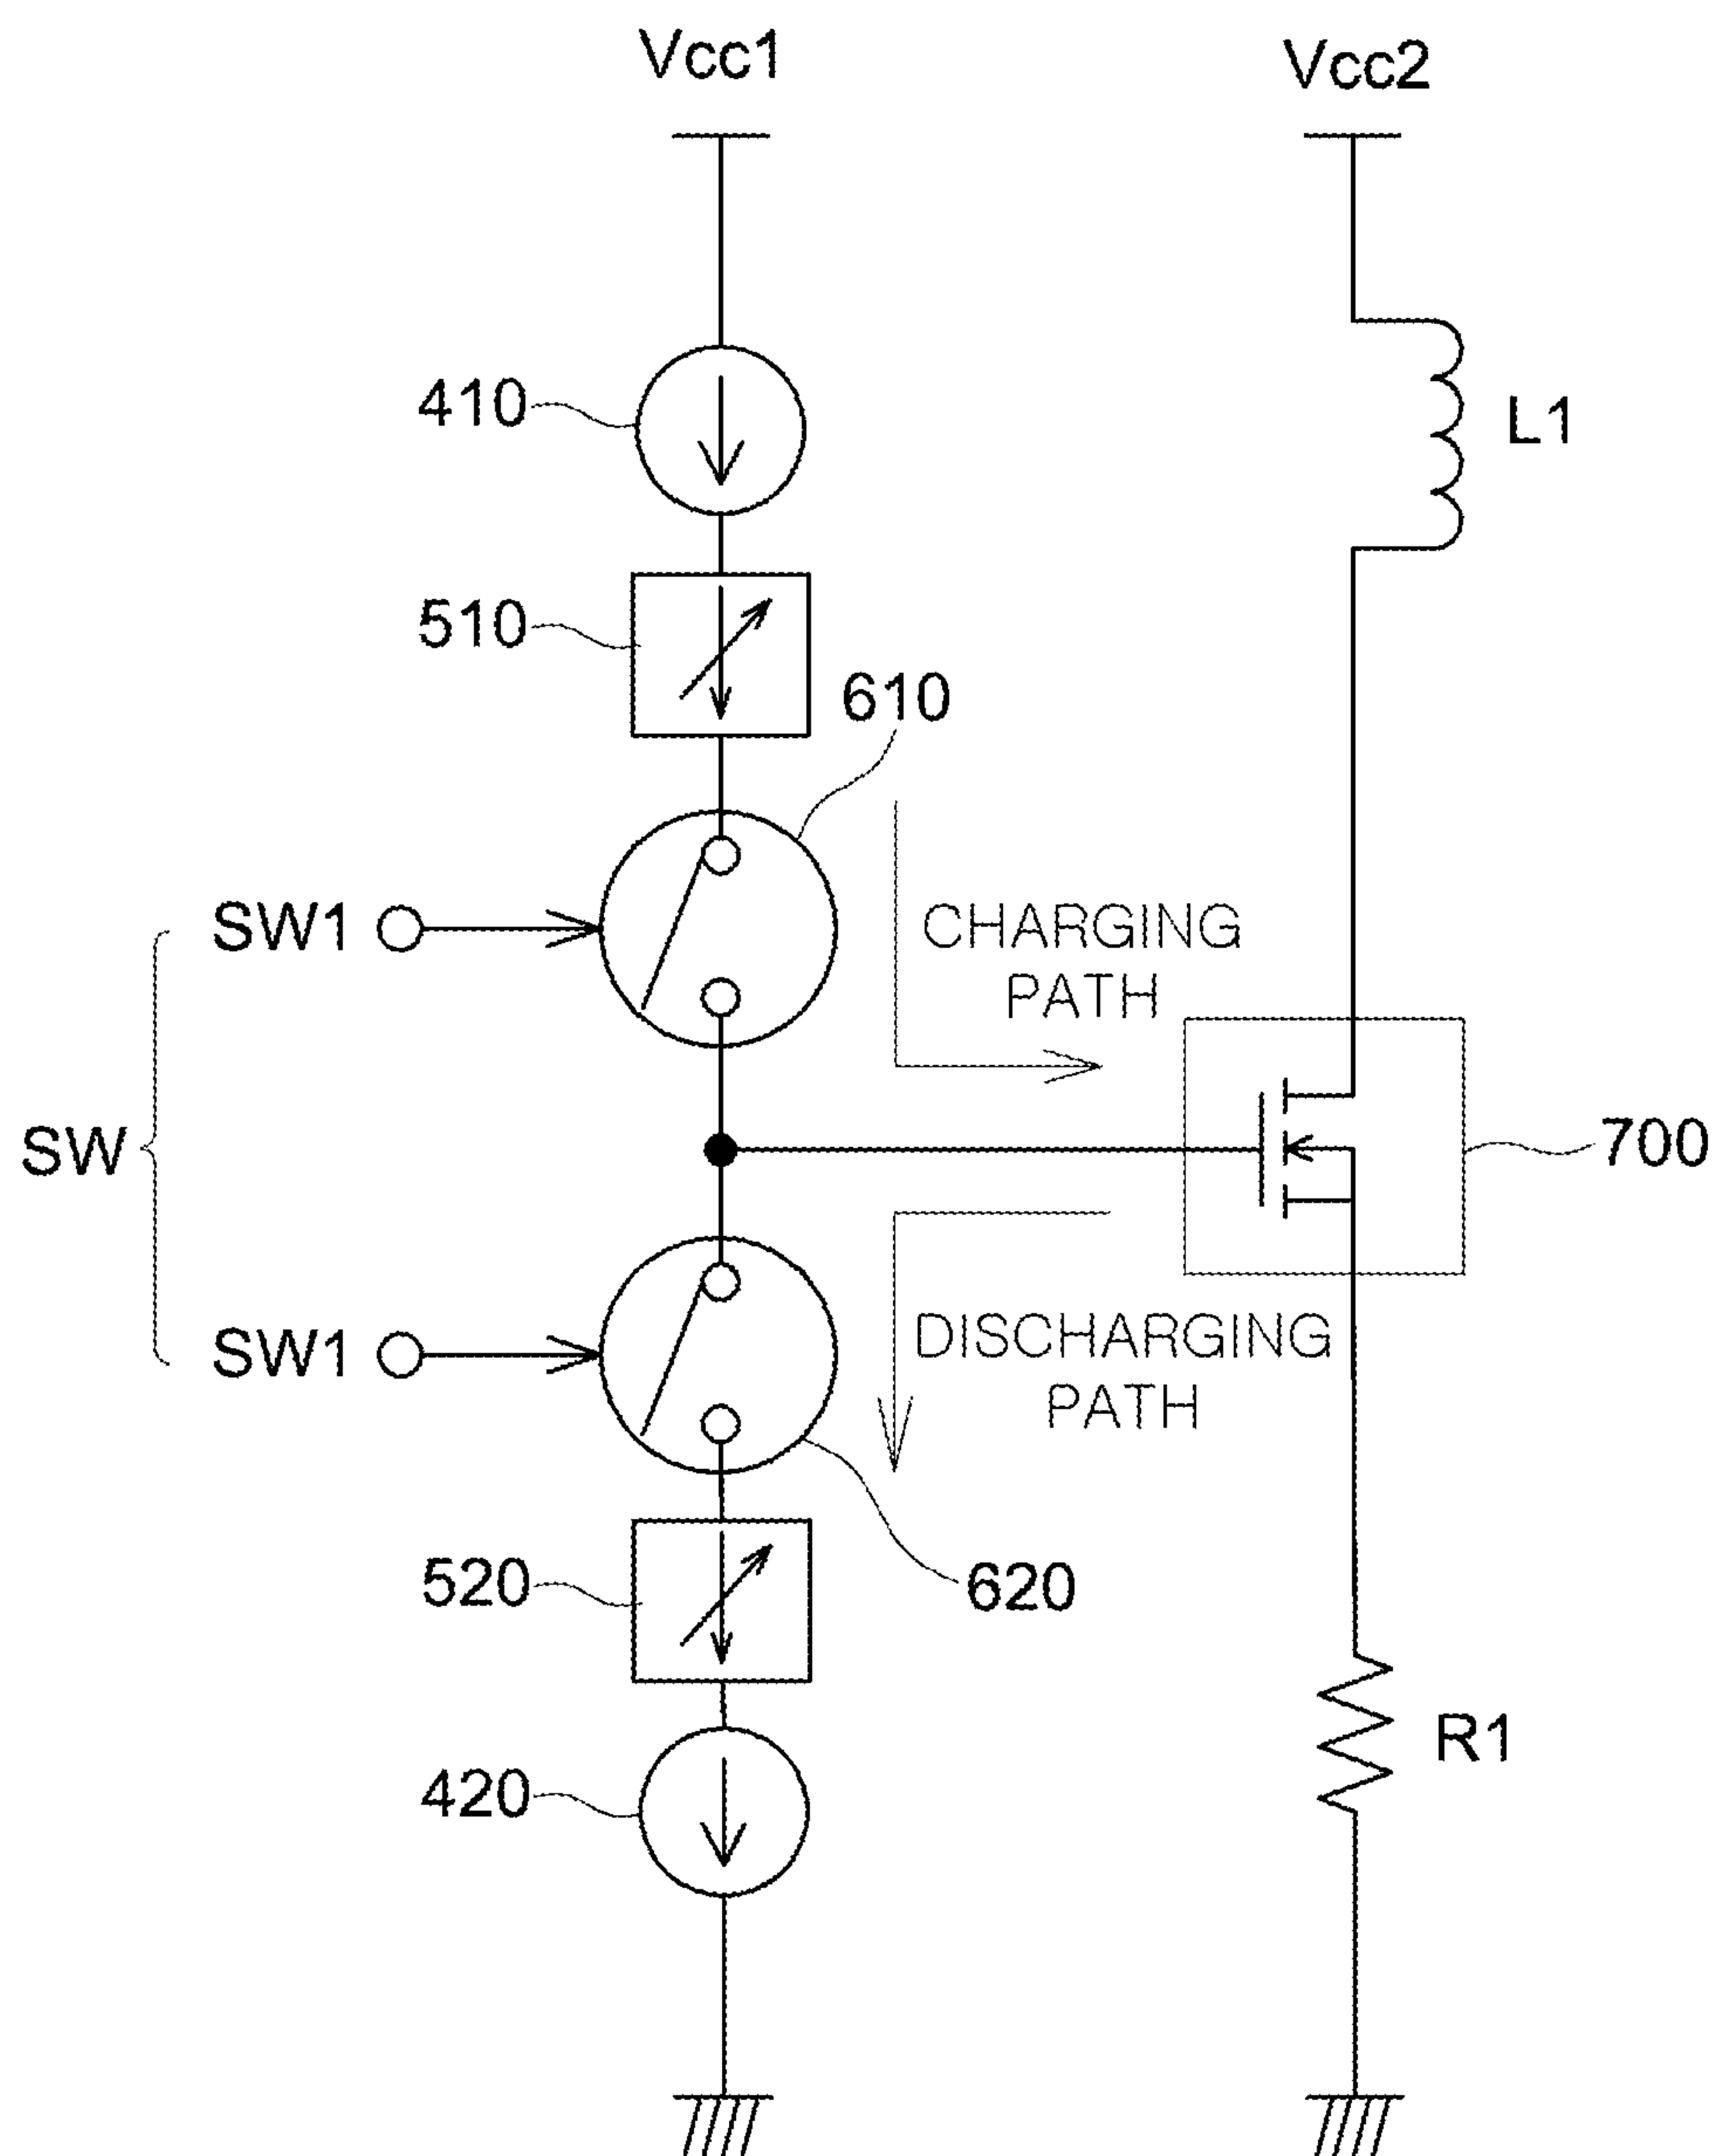 Vcc1
Vcc2
410
L1
510
610
SW1
CHARGING
PATH
SW
700
SW1
DISCHARGING
PATH
520
620
420
R1